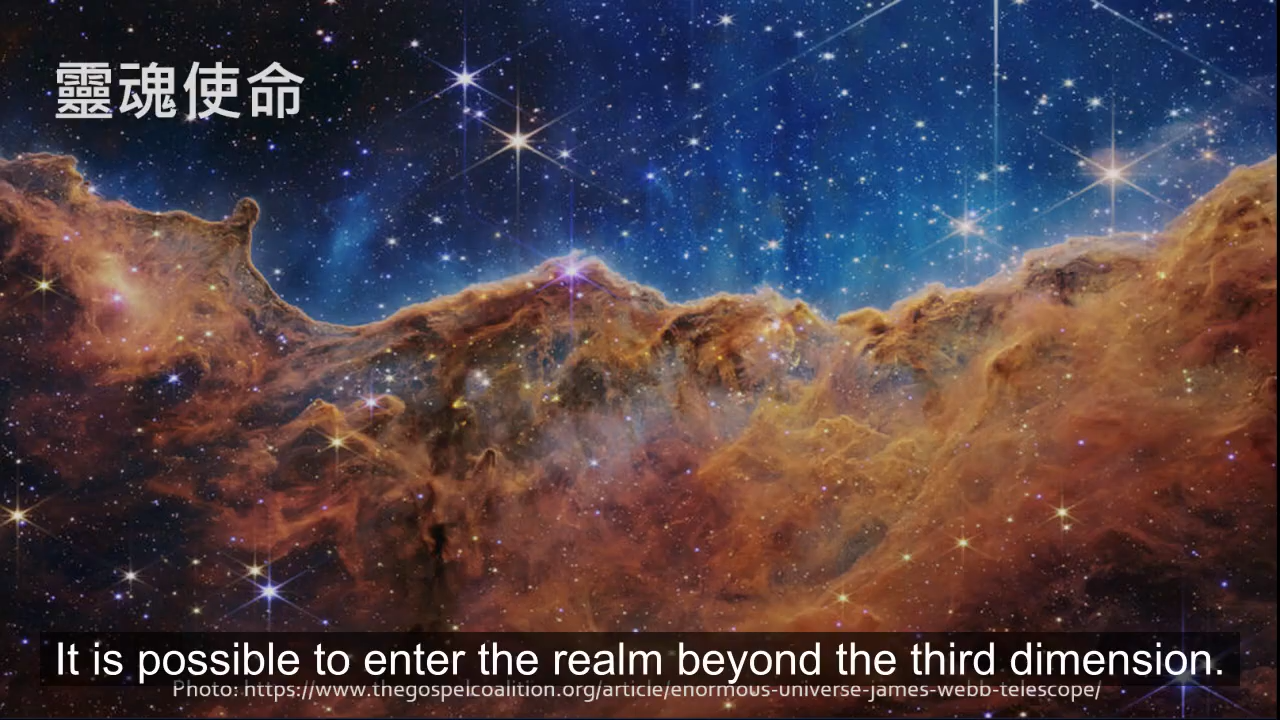 靈魂使命
It is possible to enter the realm beyond the third dimension.
Photo: https://www.thegospelcoalition.org/article/enormous-universe-james-webb-telescope/